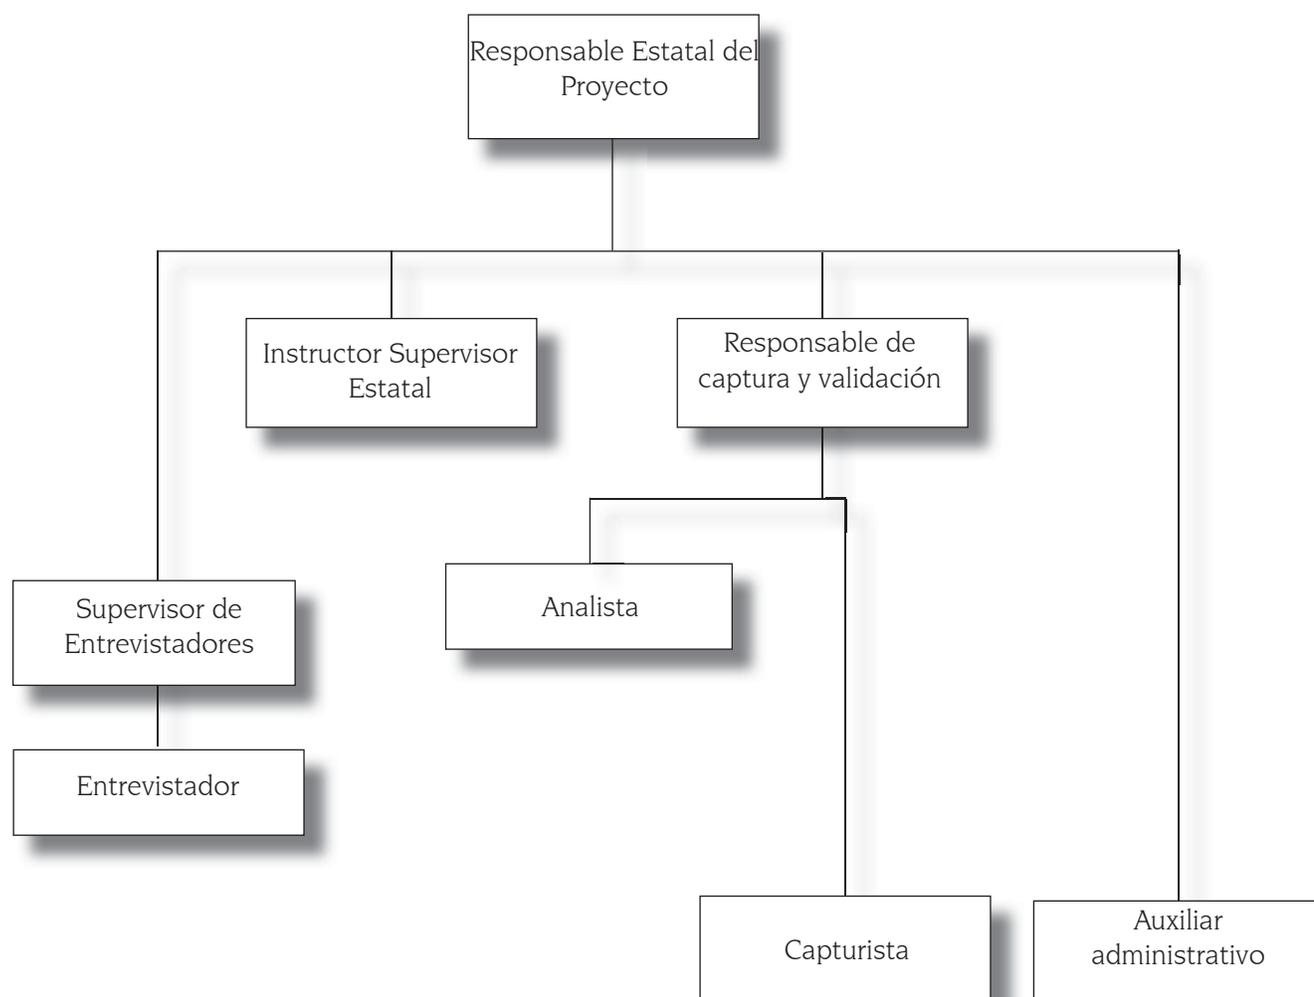 Responsable Estatal del
Proyecto
Instructor Supervisor
Estatal
Responsable de
captura y validación
Supervisor de
Entrevistadores
Analista
Entrevistador
Capturista
Auxiliar
administrativo